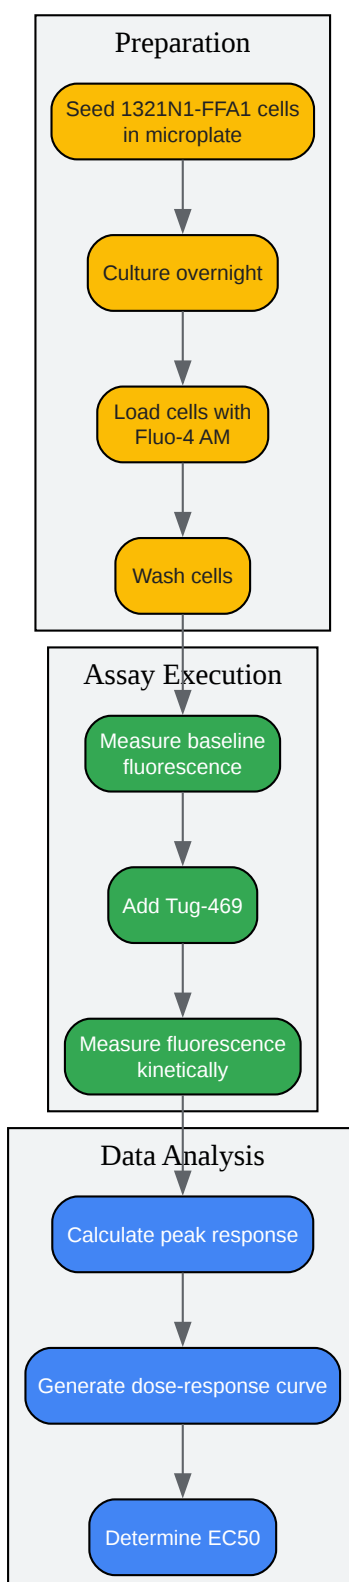 Preparation
Seed 1321N1-FFA1 cells
in microplate
Culture overnight
Load cells with
Fluo-4 AM
Wash cells
Assay Execution
Measure baseline
fluorescence
Add Tug-469
Measure fluorescence
kinetically
Data Analysis
Calculate peak response
Generate dose-response curve
Determine EC50